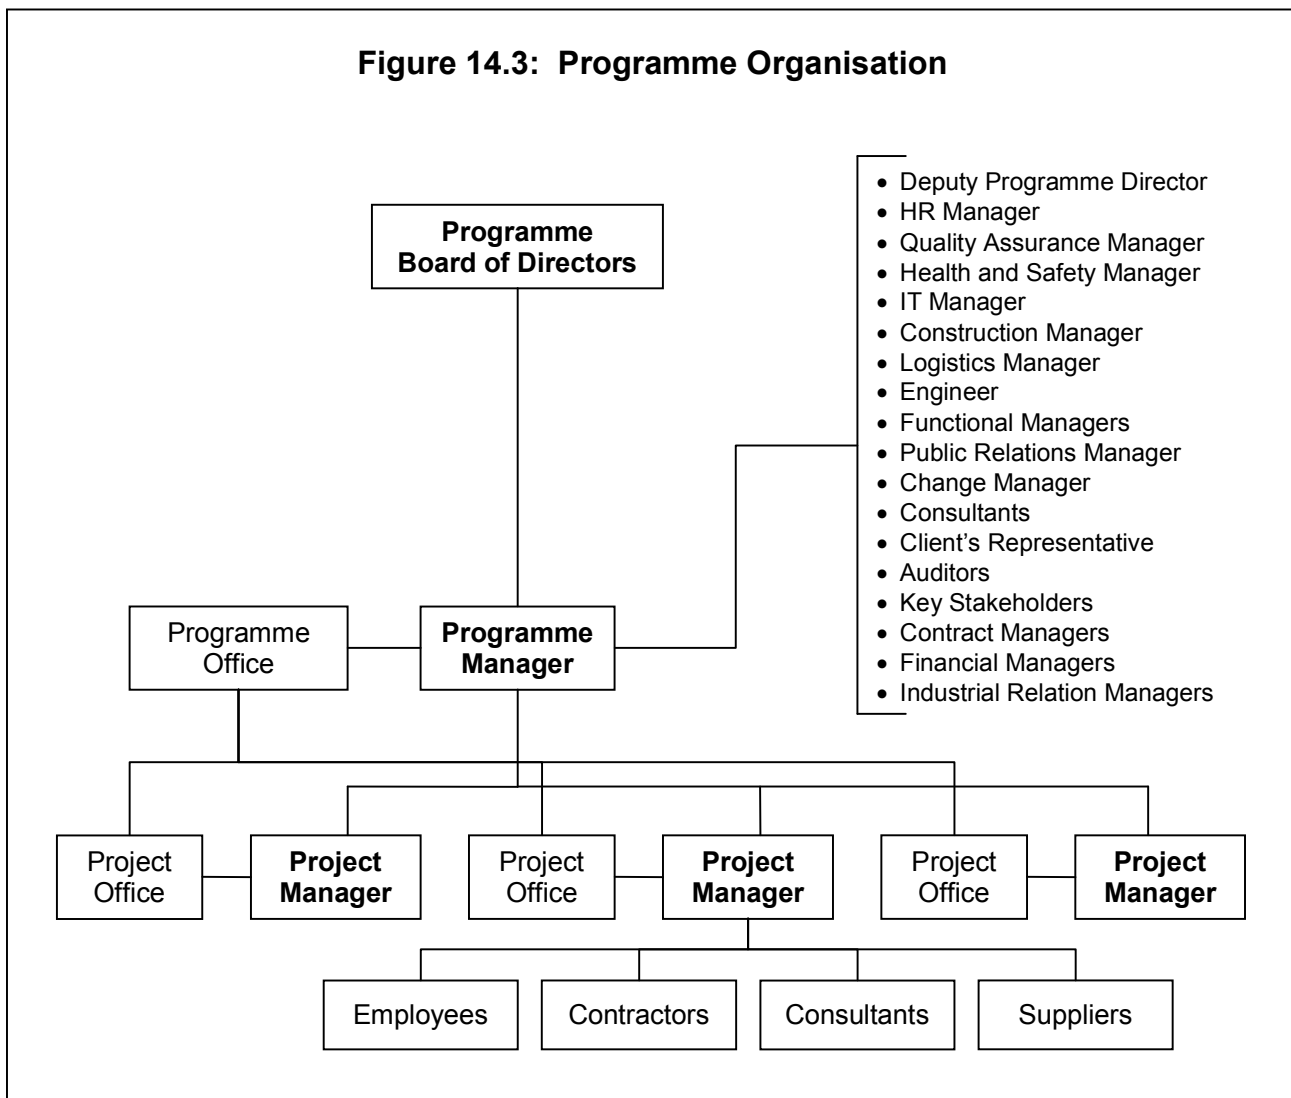 Figure 14.3:  Programme Organisation
Programme
Board of Directors
• Deputy Programme Director
• HR Manager
• Quality Assurance Manager
• Health and Safety Manager
• IT Manager
• Construction Manager
• Logistics Manager
• Engineer
• Functional Managers
• Public Relations Manager
• Change Manager
• Consultants
• Client’s Representative
• Auditors
• Key Stakeholders
• Contract Managers
• Financial Managers
• Industrial Relation Managers
Programme
Office
Programme
Manager
Project
Office
Project
Manager
Project
Office
Project
Manager
Project
Office
Project
Manager
Employees
Contractors
Consultants
Suppliers